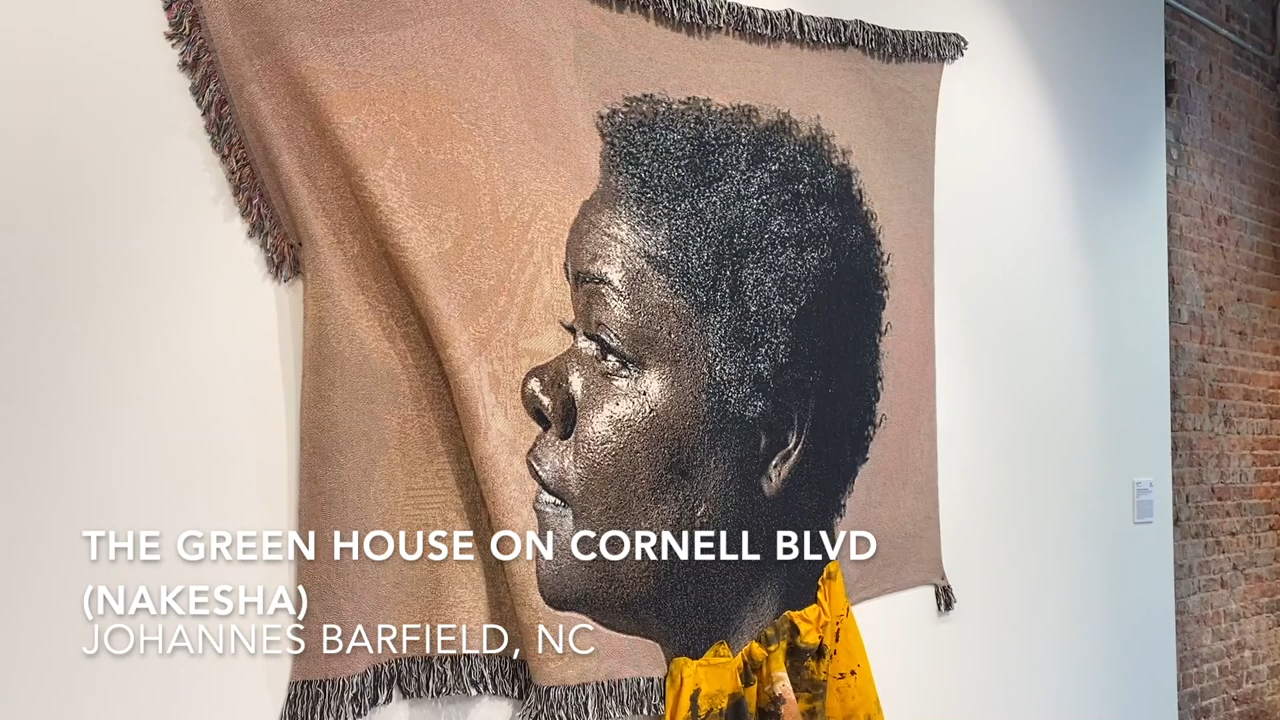 THE GREEN HOUSE ON CORNELL BLVD
(NAKESHA)
JOHANNES BARFIELD, NC